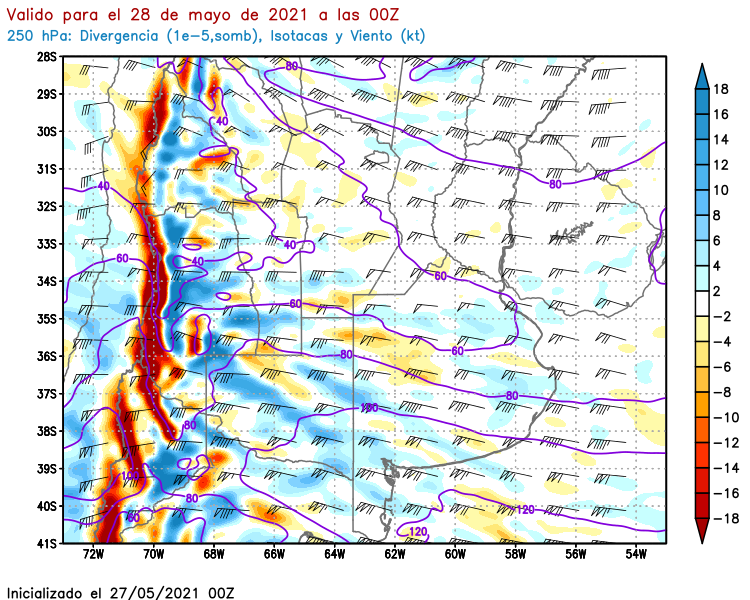 Valido para el 28 de mayo de 2021 a las 00Z
250 hPa: Divergencia (1e-5,somb), Isotacas y Viento (kt)
28S
29S
30S
31S
32S
33S
34S
35S
36S
37S
38S
39S
40S
41S
72W 70W 68W 66W 64W 62W 60W 58W 56W 54W
80
40
80
40
40
60
40
60
60
60
80
80
100
80
100
80
60
120
120
18
16
14
12
10
8
6
4
2
-2
-4
-6
-8
-10
-12
-14
-16
-18
Inicializado el 27/05/2021 00Z